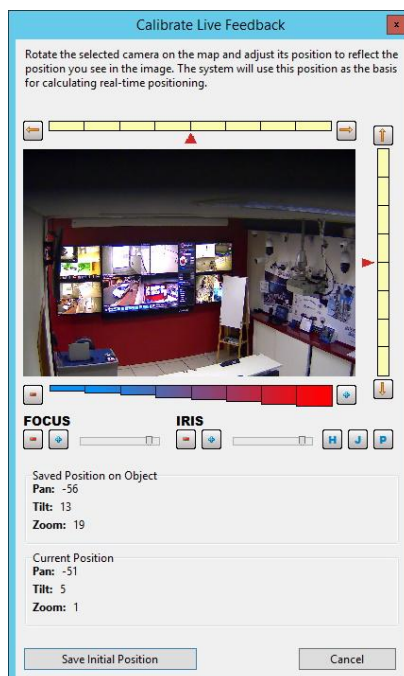 Calibrate Live Feedback
x
Rotate the selected camera on the map and adjust its position to reflect the
position you see in the image. The system will use this position as the basis
for calculating real-time positioning.
FOCUS IRIS
H J P
Saved Position on Object
Pan: -56
Tilt: 13
Zoom: 19
Current Position
Pan: -51
Tilt: 5
Zoom: 1
Save Initial Position Cancel